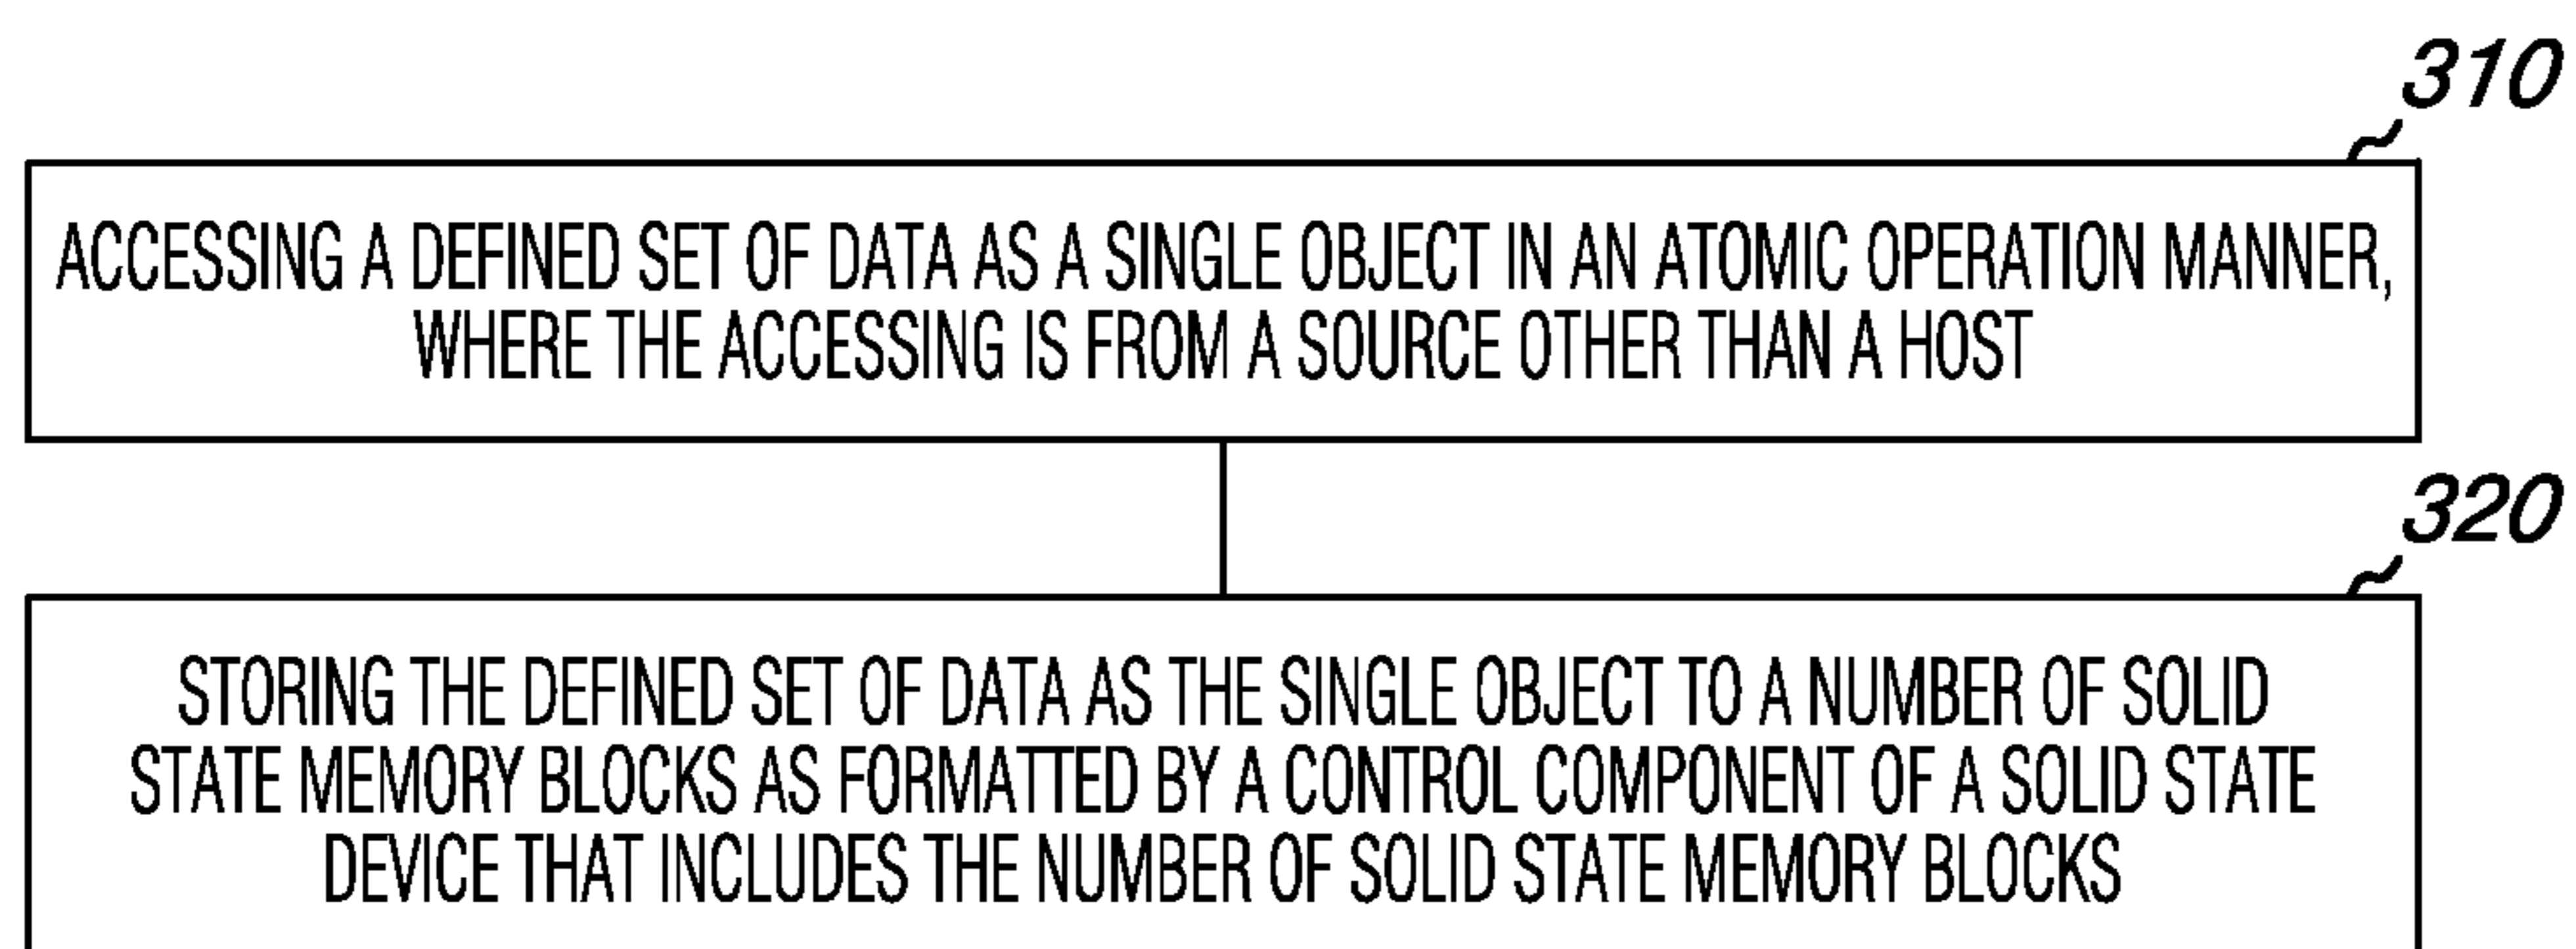 310
ACCESSING A DEFINED SET OF DATA AS A SINGLE OBJECT IN AN ATOMIC OPERATION MANNER,
WHERE THE ACCESSING IS FROM A SOURCE OTHER THAN A HOST
320
STORING THE DEFINED SET OF DATA AS THE SINGLE OBJECT TO A NUMBER OF SOLID
STATE MEMORY BLOCKS AS FORMATTED BY A CONTROL COMPONENT OF A SOLID STATE
DEVICE THAT INCLUDES THE NUMBER OF SOLID STATE MEMORY BLOCKS